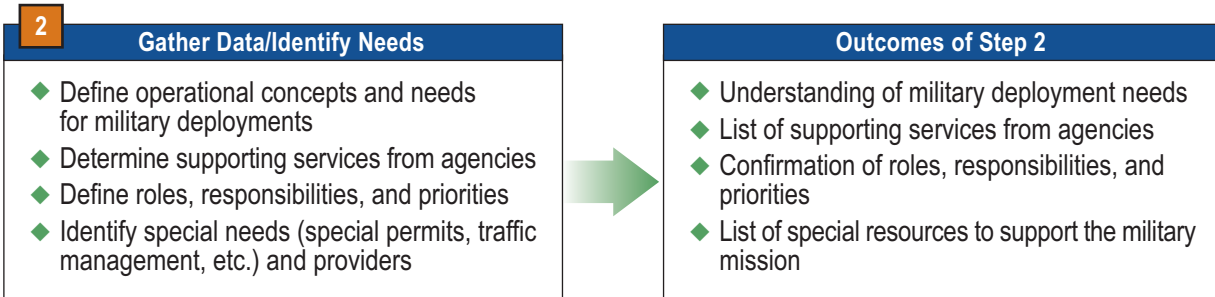 2
Gather Data/Identify Needs
◆ Define operational concepts and needs
for military deployments
◆ Determine supporting services from agencies
◆ Define roles, responsibilities, and priorities
◆ Identify special needs (special permits, traffic
management, etc.) and providers
Outcomes of Step 2
◆ Understanding of military deployment needs
◆ List of supporting services from agencies
◆ Confirmation of roles, responsibilities, and
priorities
◆ List of special resources to support the military
mission